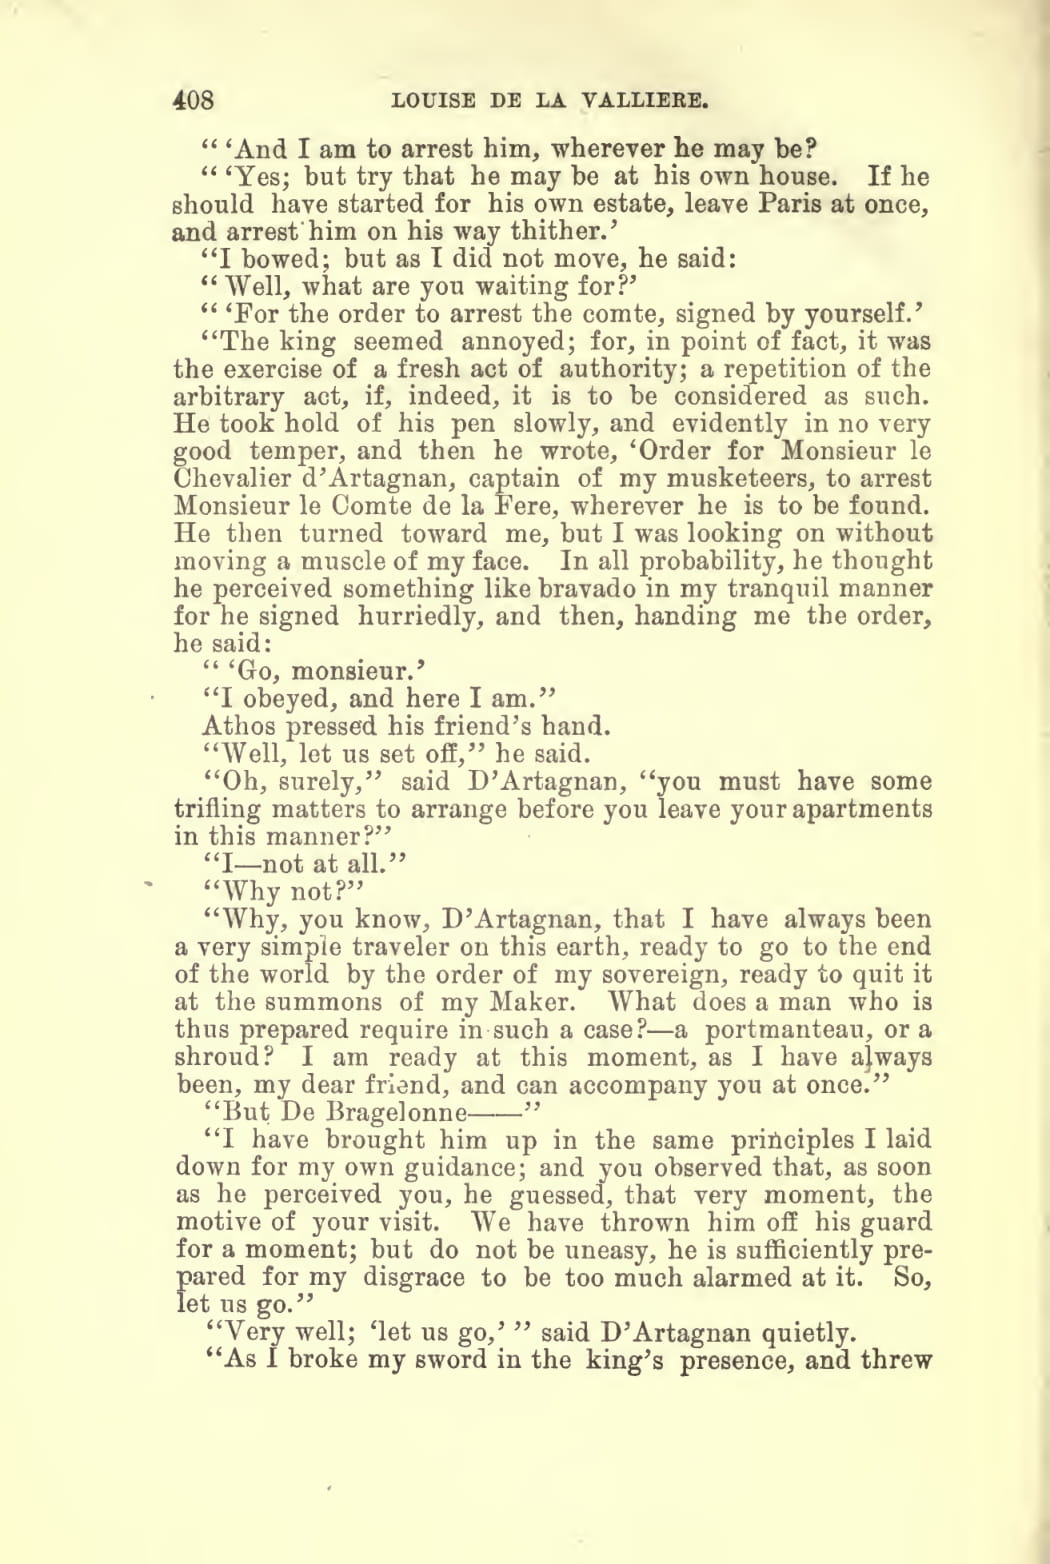 408 LOUISE DE LA VALLIERE.
“ ‘And I am to arrest him, wherever he may be?
“ ‘Yes; but try that he may be at his own house. If he
should have started for his own estate, leave Paris at once,
and arrest him on his way thither.’
“I bowed; but as I did not move, he said:
“ Well, what are you waiting for?’
“ ‘For the order to arrest the comte, signed by yourself.’
“The king seemed annoyed; for, in point of fact, it was
the exercise of a fresh act of authority; a repetition of the
arbitrary act, if, indeed, it is to be considered as such.
He took hold of his pen slowly, and evidently in no very
good temper, and then he wrote, ‘Order for Monsieur le
Chevalier d’Artagnan, captain of my musketeers, to arrest
Monsieur le Comte de la Fere, wherever he is to be found.
He then turned toward me, but I was looking on without
moving a muscle of my face. In all probability, he thought
he perceived something like bravado in my tranquil manner
for he signed hurriedly, and then, handing me the order,
he said:
“ ‘Go, monsieur.’
“I obeyed, and here I am.”
Athos pressed his friend’s hand.
“Well, let us set off,” he said.
“Oh, surely,” said D’Artagnan, “you must have some
trifling matters to arrange before you leave your apartments
in this manner?”
“I—not at all.”
“Why not?”
“Why, you know, D’Artagnan, that I have always been
a very simple traveler on this earth, ready to go to the end
of the world by the order of my sovereign, ready to quit it
at the summons of my Maker. What does a man who is
thus prepared require in such a case?—a portmanteau, or a
shroud? I am ready at this moment, as I have always
been, my dear friend, and can accompany you at once.”
“But De Bragelonne——”
“I have brought him up in the same principles I laid
down for my own guidance; and you observed that, as soon
as he perceived you, he guessed, that very moment, the
motive of your visit. We have thrown him off his guard
for a moment; but do not be uneasy, he is sufficiently pre-
pared for my disgrace to be too much alarmed at it. So,
let us go.”
“Very well; ‘let us go,’ ” said D’Artagnan quietly.
“As I broke my sword in the king’s presence, and threw